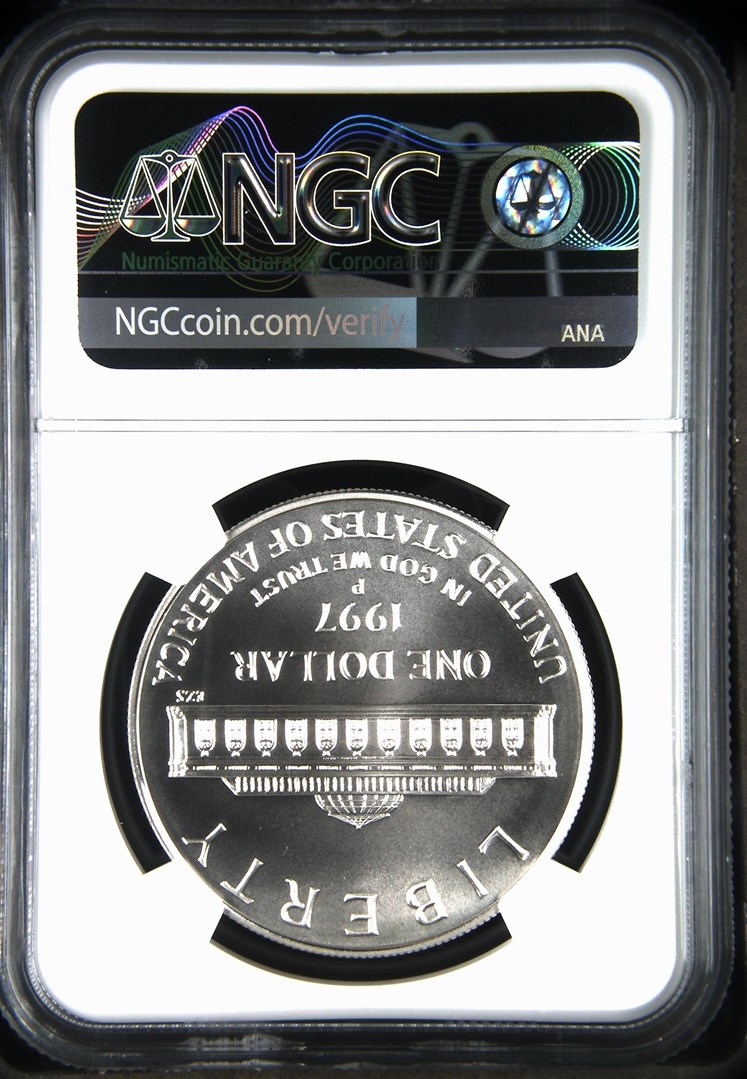 NGC
Numismatic Guaranty Corporation
NGCcoin.com/verify
ANA
LIBERTY
EXS
ONE DOLLAR
1997
P
IN GOD WE TRUST
UNITED STATES OF AMERICA